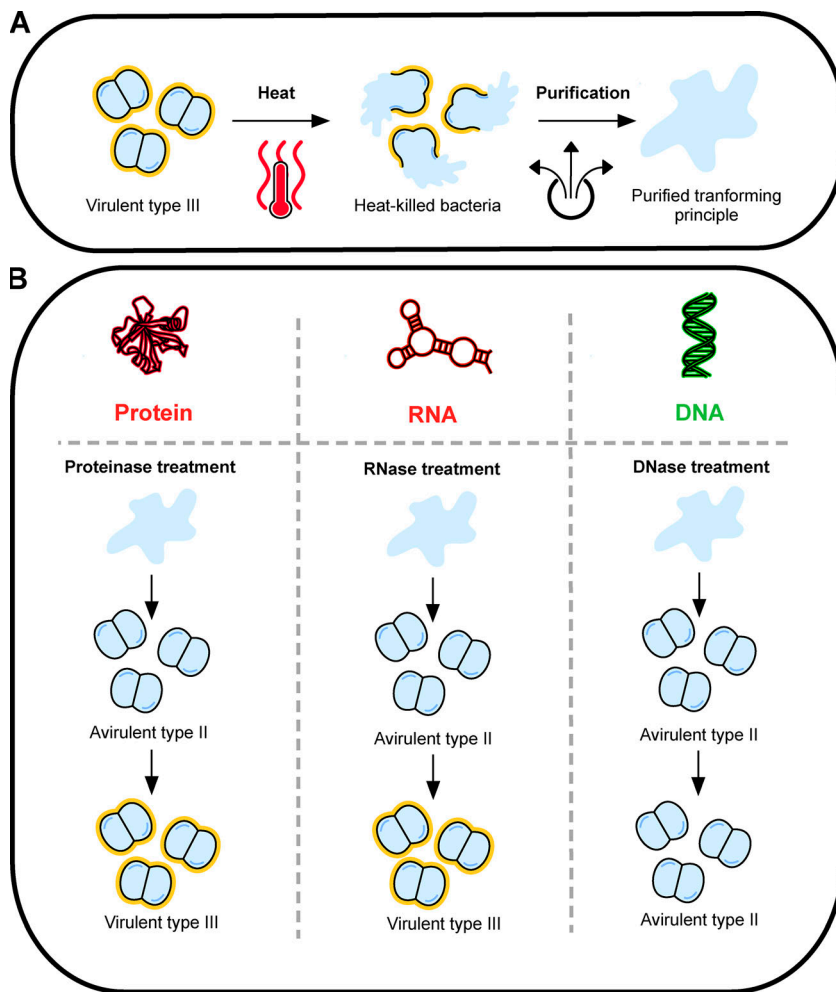 A
Heat
Purification
Virulent type III
Heat-killed bacteria
Purified tranforming
principle
B
Protein
RNA
DNA
Proteinase treatment
RNase treatment
DNase treatment
Avirulent type II
Avirulent type II
Avirulent type II
Virulent type III
Virulent type III
Avirulent type II